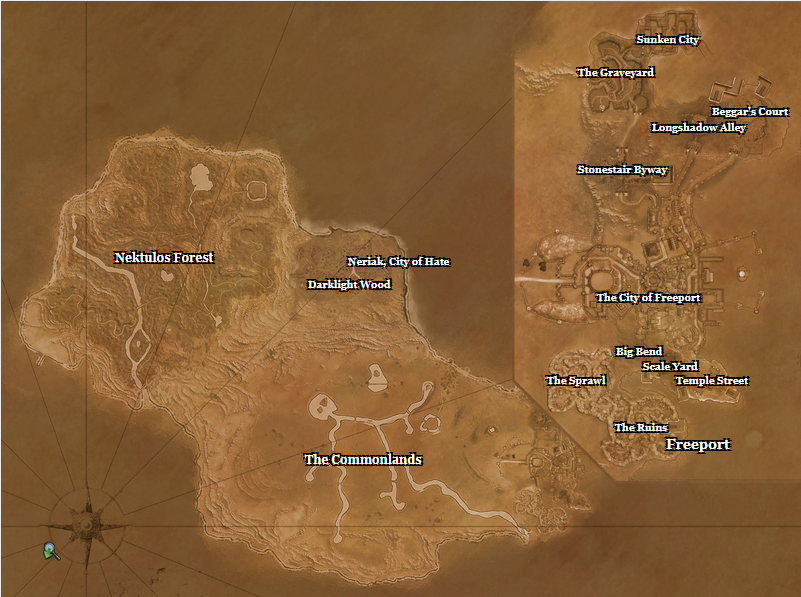 Sunken City
The Graveyard
Beggar's Court
Longshadow Alley
Stonestair Byway
Nektulos Forest
Neriak, City of Hate
Darklight Wood
The City of Freeport
Big Bend
Scale Yard
The Sprawl
Temple Street
The Ruins
Freeport
The Commonlands